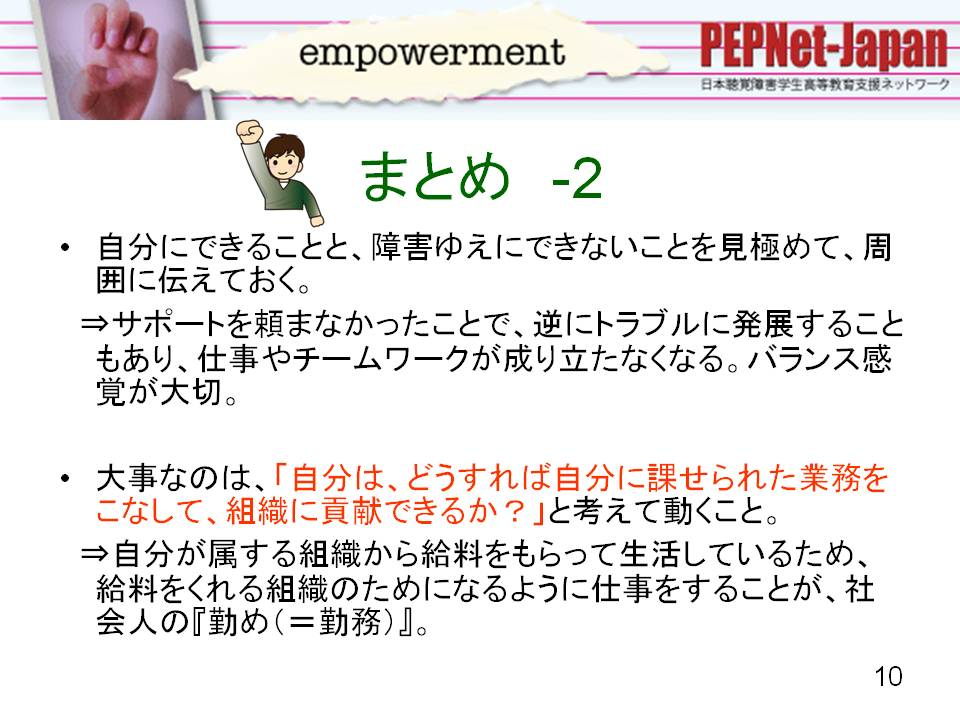 empowerment
PEPNet-Japan
日本聴覚障害学生高等教育支援ネットワーク
まとめ -2
• 自分にできることと、障害ゆえにできないことを見極めて、周
囲に伝えておく。
⇒サポートを頼まなかったことで、逆にトラブルに発展すること
もあり、仕事やチームワークが成り立たなくなる。バランス感
覚が大切。
• 大事なのは、「自分は、どうすれば自分に課せられた業務を
こなして、組織に貢献できるか？」と考えて動くこと。
⇒自分が属する組織から給料をもらって生活しているため、
給料をくれる組織のためになるように仕事をすることが、社
会人の『勤め（＝勤務）』。
10